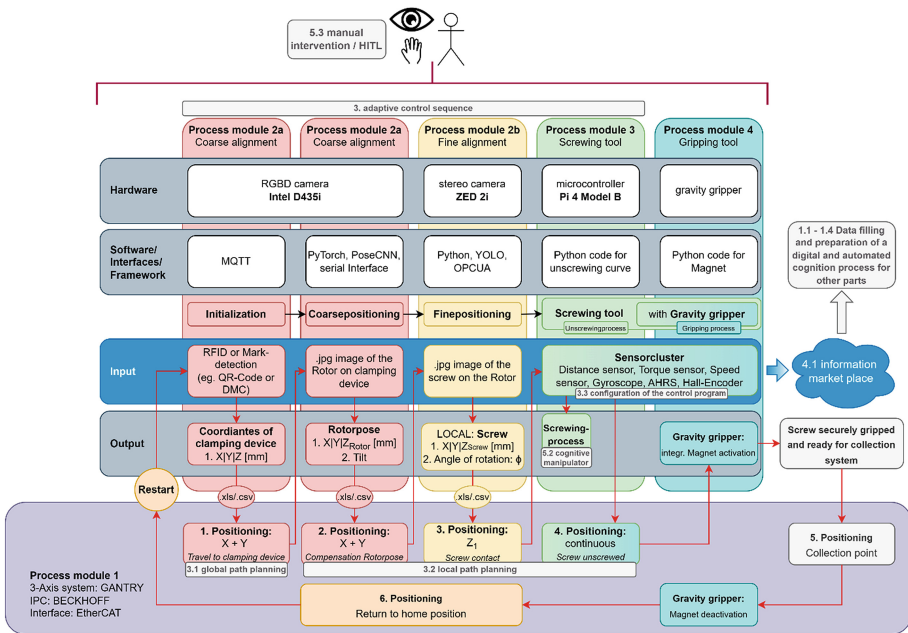 5.3 manual
intervention / HITL
3. adaptive control sequence
Process module 2a
Coarse alignment
Process module 2a
Coarse alignment
Process module 2b
Fine alignment
Process module 3
Screwing tool
Process module 4
Gripping tool
Hardware
RGBD camera
Intel D435i
stereo camera
ZED 2i
microcontroller
Pi 4 Model B
gravity gripper
Software/
Interfaces/
Framework
MQTT
PyTorch, PoseCNN,
serial Interface
Python, YOLO,
OPCUA
Python code for
unscrewing curve
Python code for
Magnet
1.1 - 1.4 Data filling
and preparation of a
digital and automated
cognition process for
other parts
Initialization
Coarsepositioning
Finepositioning
Screwing tool
Unscrewingprocess
with Gravity gripper
Gripping process
Input
RFID or Mark-
detection
(eg. QR-Code or
DMC)
.jpg image of the
Rotor on clamping
device
.jpg image of the
screw on the Rotor
Sensorcluster
Distance sensor, Torque sensor, Speed
sensor, Gyroscope, AHRS, Hall-Encoder
3.3 configuration of the control program
4.1 information
market place
Output
Coordiantes of
clamping device
1. X|Y|Z [mm]
Rotorpose
1. X|Y|Z Rotor [mm]
2. Tilt
LOCAL: Screw
1. X|Y|Z Screw [mm]
2. Angle of rotation: ϕ
Screwing-
process
5.2 cognitive
manipulator
Gravity gripper:
integr. Magnet activation
Screw securely gripped
and ready for collection
system
Restart
.xls/.csv
.xls/.csv
.xls/.csv
1. Positioning:
X + Y
Travel to clamping device
2. Positioning:
X + Y
Compensation Rotorpose
3. Positioning:
Z1
Screw contact
4. Positioning:
continuous
Screw unscrewed
5. Positioning
Collection point
3.1 global path planning
3.2 local path planning
Process module 1
3-Axis system: GANTRY
IPC: BECKHOFF
Interface: EtherCAT
6. Positioning
Return to home position
Gravity gripper:
Magnet deactivation